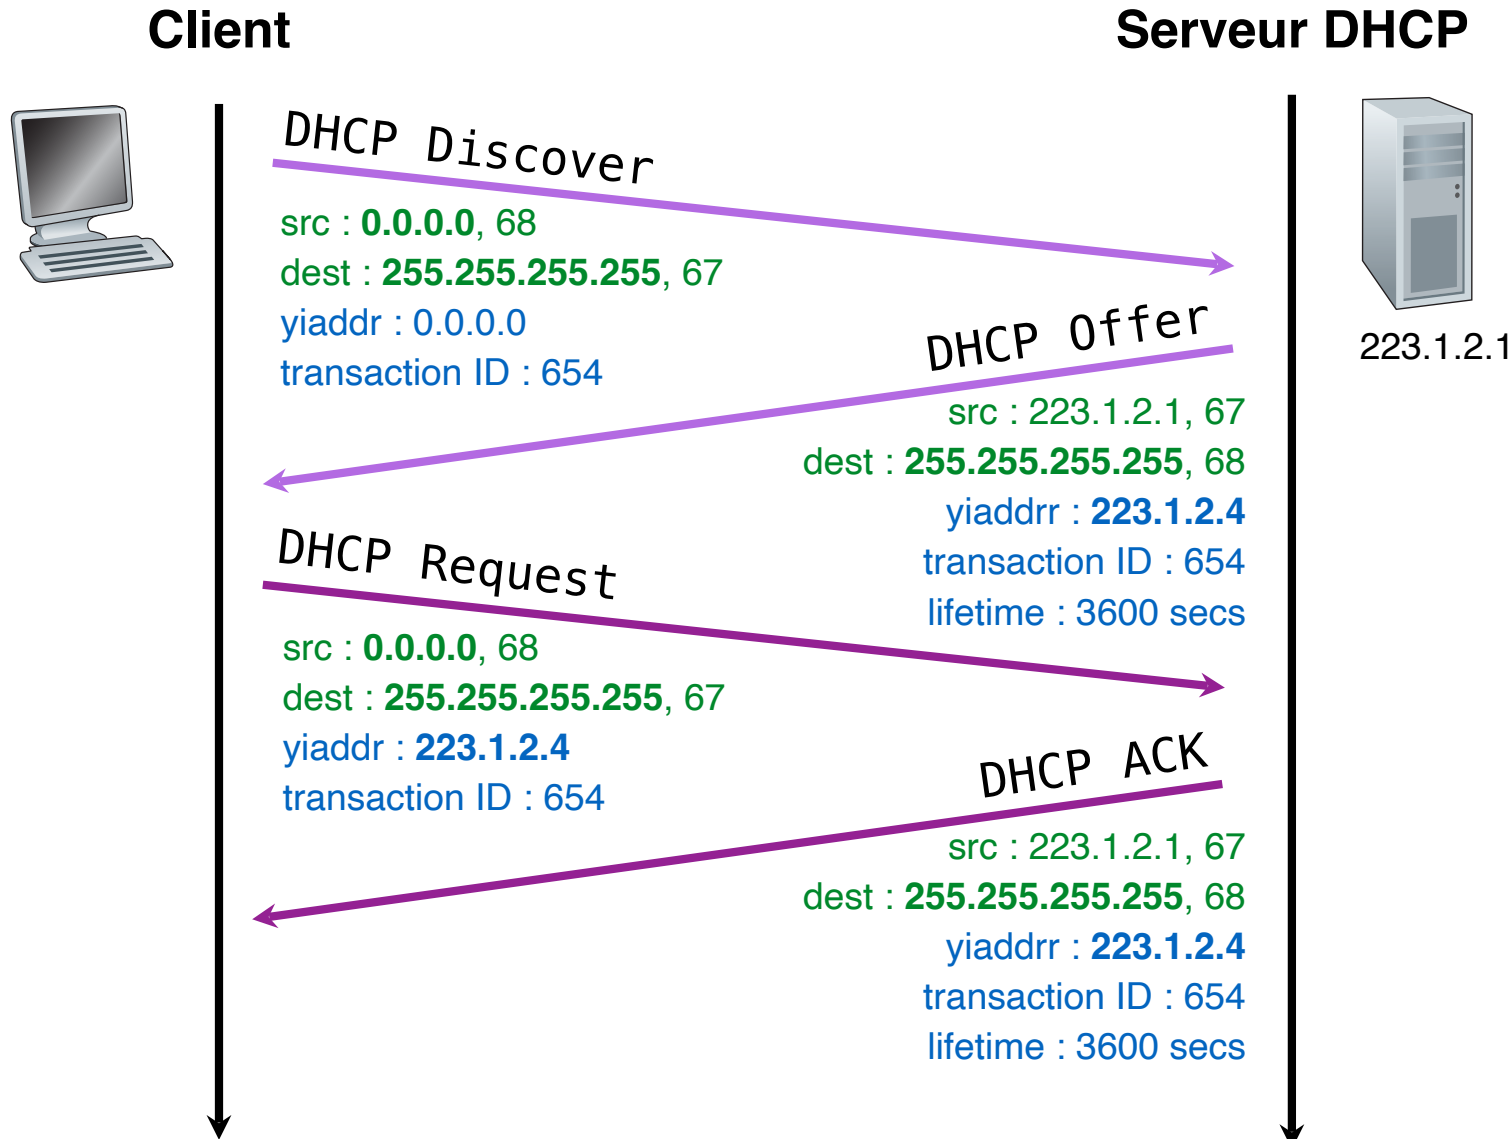 Client
Serveur DHCP
DHCP Discover
src : 0.0.0.0, 68
dest : 255.255.255.255, 67
yiaddr : 0.0.0.0
transaction ID : 654
223.1.2.1
DHCP Offer
src : 223.1.2.1, 67
dest : 255.255.255.255, 68
yiaddrr : 223.1.2.4
transaction ID : 654
lifetime : 3600 secs
DHCP Request
src : 0.0.0.0, 68
dest : 255.255.255.255, 67
yiaddr : 223.1.2.4
transaction ID : 654
DHCP ACK
src : 223.1.2.1, 67
dest : 255.255.255.255, 68
yiaddrr : 223.1.2.4
transaction ID : 654
lifetime : 3600 secs